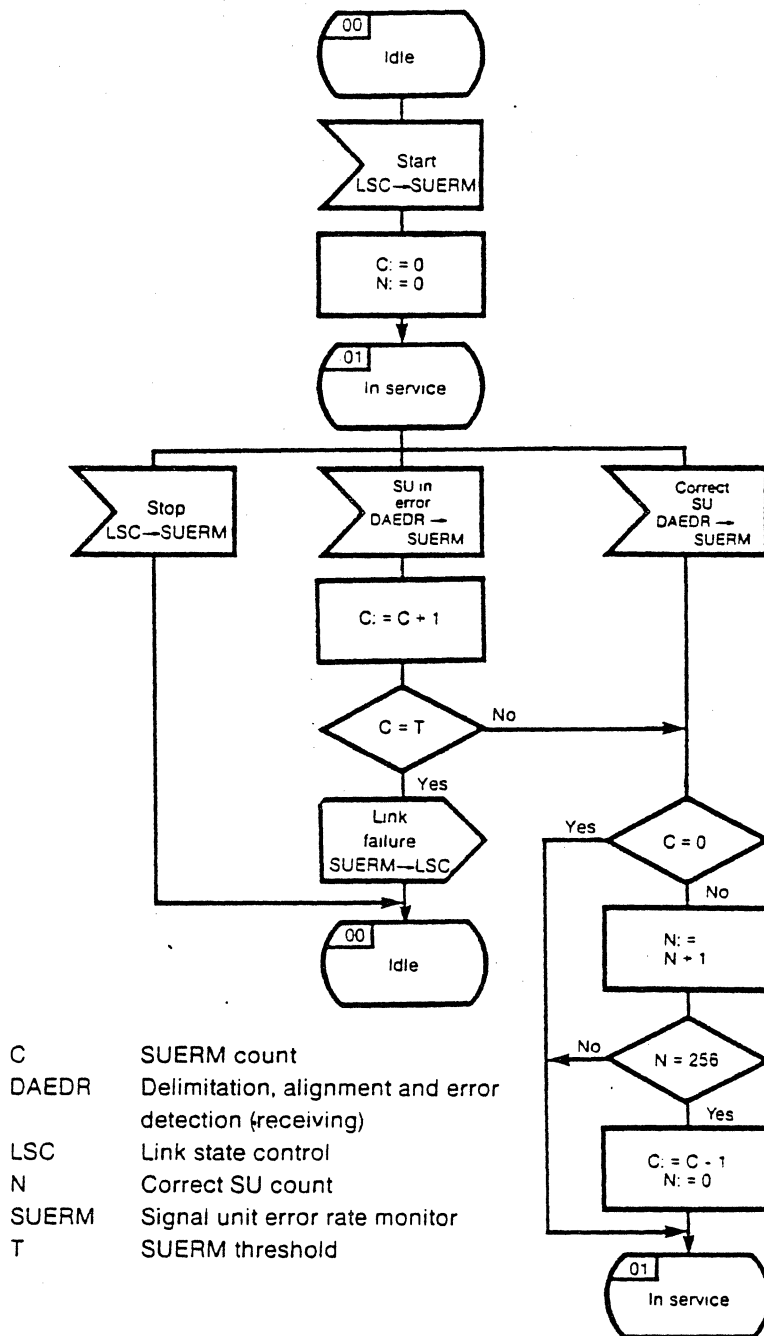 00
Idle
Start
LSC→SUERM
C: = 0
N: = 0
01
In service
Stop
LSC→SUERM
SU in
error
DAEDR →
SUERM
Correct
SU
DAEDR →
SUERM
C: = C + 1
C = T
No
Yes
Link
failure
SUERM→LSC
00
Idle
Yes
C = 0
No
N: =
N + 1
No
N = 256
Yes
C: = C - 1
N: = 0
01
In service
C SUERM count
DAEDR Delimitation, alignment and error
detection (receiving)
LSC Link state control
N Correct SU count
SUERM Signal unit error rate monitor
T SUERM threshold